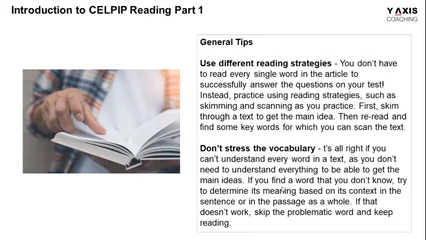 Introduction to CELPIP Reading Part 1
Y AXIS
COACHING
General Tips
Use different reading strategies - You don't have
to read every single word in the article to
successfully answer the questions on your test!
Instead, practice using reading strategies, such as
skimming and scanning as you practice. First, skim
through a text to get the main idea. Then re-read and
find some key words for which you can scan the text.
Don't stress the vocabulary - t's all right if you
can't understand every word in a text, as you don't
need to understand everything to be able to get the
main ideas. If you find a word that you don't know, try
to determine its meaning based on its context in the
sentence or in the passage as a whole. If that
doesn't work, skip the problematic word and keep
reading.